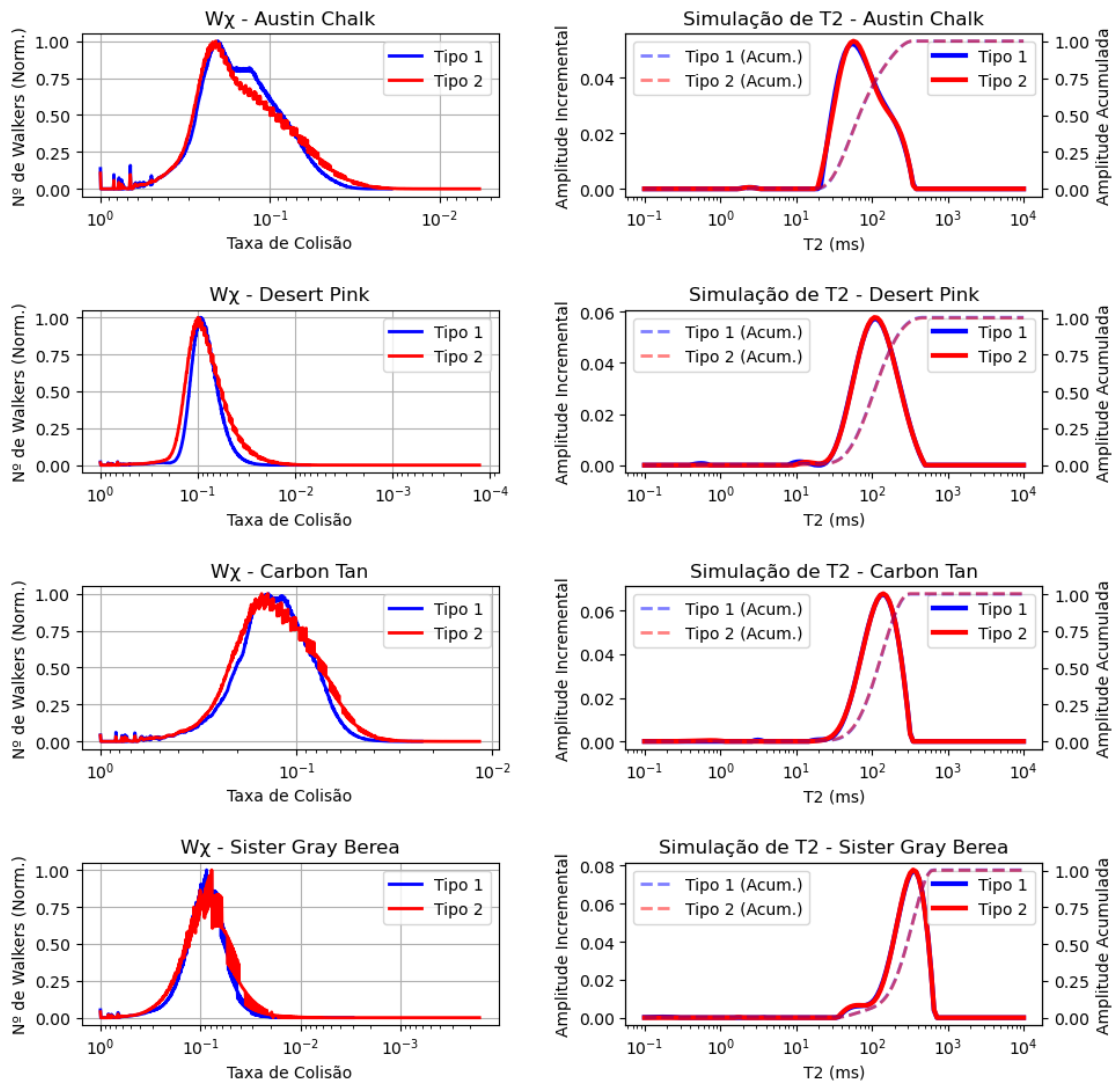 Wχ - Austin Chalk
Nº de Walkers (Norm.)
1.00
0.75
0.50
0.25
0.00
Tipo 1
Tipo 2
10⁰
10⁻¹
10⁻²
Taxa de Colisão
Simulação de T2 - Austin Chalk
Amplitude Incremental
0.04
0.02
0.00
Tipo 1 (Acum.)
Tipo 2 (Acum.)
Tipo 1
Tipo 2
1.00
0.75
0.50
0.25
0.00
Amplitude Acumulada
10⁻¹
10⁰
10¹
10²
10³
10⁴
T2 (ms)
Wχ - Desert Pink
Nº de Walkers (Norm.)
1.00
0.75
0.50
0.25
0.00
Tipo 1
Tipo 2
10⁰
10⁻¹
10⁻²
10⁻³
10⁻⁴
Taxa de Colisão
Simulação de T2 - Desert Pink
Amplitude Incremental
0.06
0.04
0.02
0.00
Tipo 1 (Acum.)
Tipo 2 (Acum.)
Tipo 1
Tipo 2
1.00
0.75
0.50
0.25
0.00
Amplitude Acumulada
10⁻¹
10⁰
10¹
10²
10³
10⁴
T2 (ms)
Wχ - Carbon Tan
Nº de Walkers (Norm.)
1.00
0.75
0.50
0.25
0.00
Tipo 1
Tipo 2
10⁰
10⁻¹
10⁻²
Taxa de Colisão
Simulação de T2 - Carbon Tan
Amplitude Incremental
0.06
0.04
0.02
0.00
Tipo 1 (Acum.)
Tipo 2 (Acum.)
Tipo 1
Tipo 2
1.00
0.75
0.50
0.25
0.00
Amplitude Acumulada
10⁻¹
10⁰
10¹
10²
10³
10⁴
T2 (ms)
Wχ - Sister Gray Berea
Nº de Walkers (Norm.)
1.00
0.75
0.50
0.25
0.00
Tipo 1
Tipo 2
10⁰
10⁻¹
10⁻²
10⁻³
Taxa de Colisão
Simulação de T2 - Sister Gray Berea
Amplitude Incremental
0.08
0.06
0.04
0.02
0.00
Tipo 1 (Acum.)
Tipo 2 (Acum.)
Tipo 1
Tipo 2
1.00
0.75
0.50
0.25
0.00
Amplitude Acumulada
10⁻¹
10⁰
10¹
10²
10³
10⁴
T2 (ms)